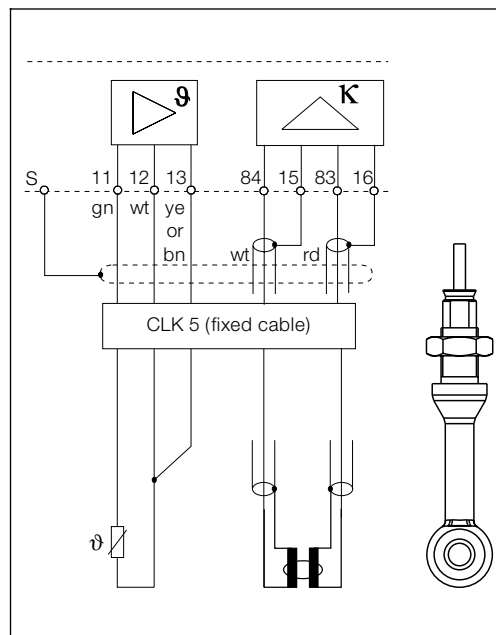 ϑ κ
S 11 12 13 84 15 83 16
gn wt ye
or
bn wt rd
CLK 5 (fixed cable)
ϑ